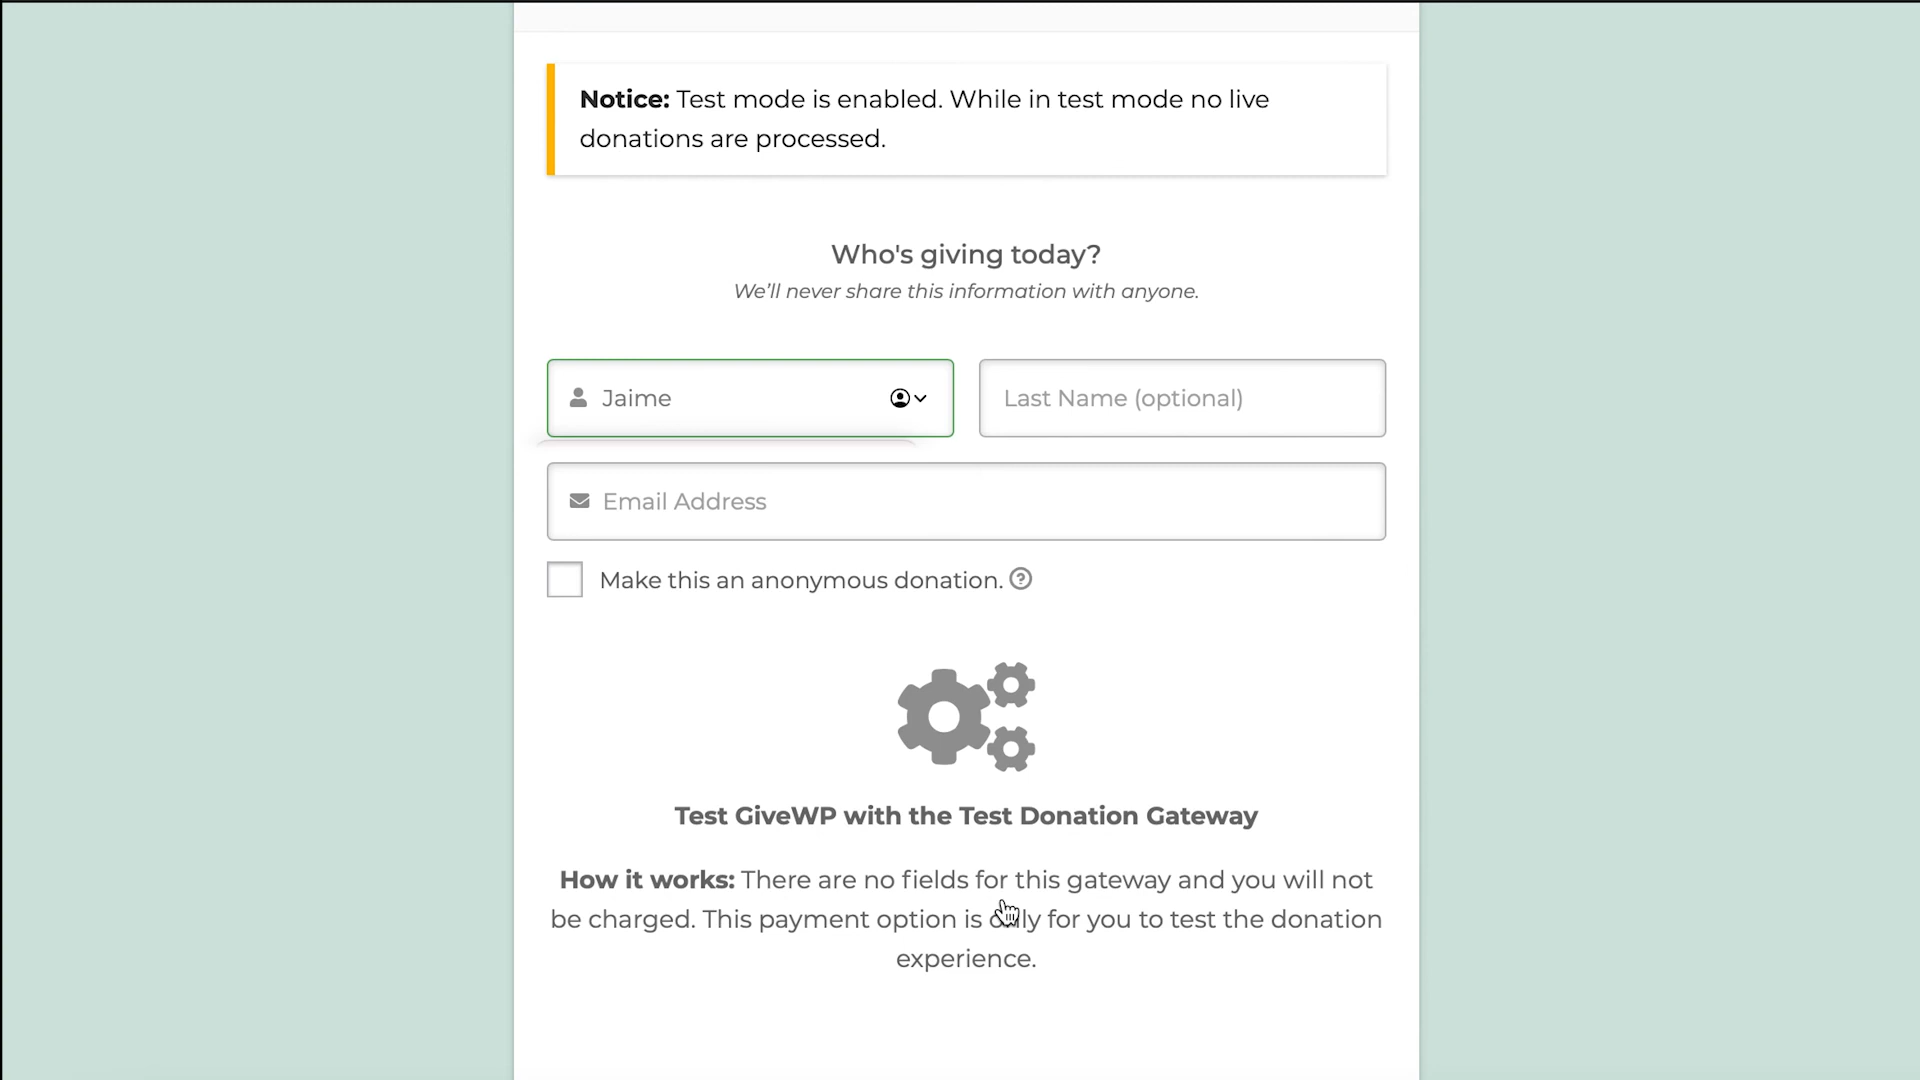 Notice: Test mode is enabled. While in test mode no live
donations are processed.
Who's giving today?
We'll never share this information with anyone.
Jaime
Last Name (optional)
Email Address
Make this an anonymous donation.
Test GiveWP with the Test Donation Gateway
How it works: There are no fields for this gateway and you will not
be charged. This payment option is only for you to test the donation
experience.